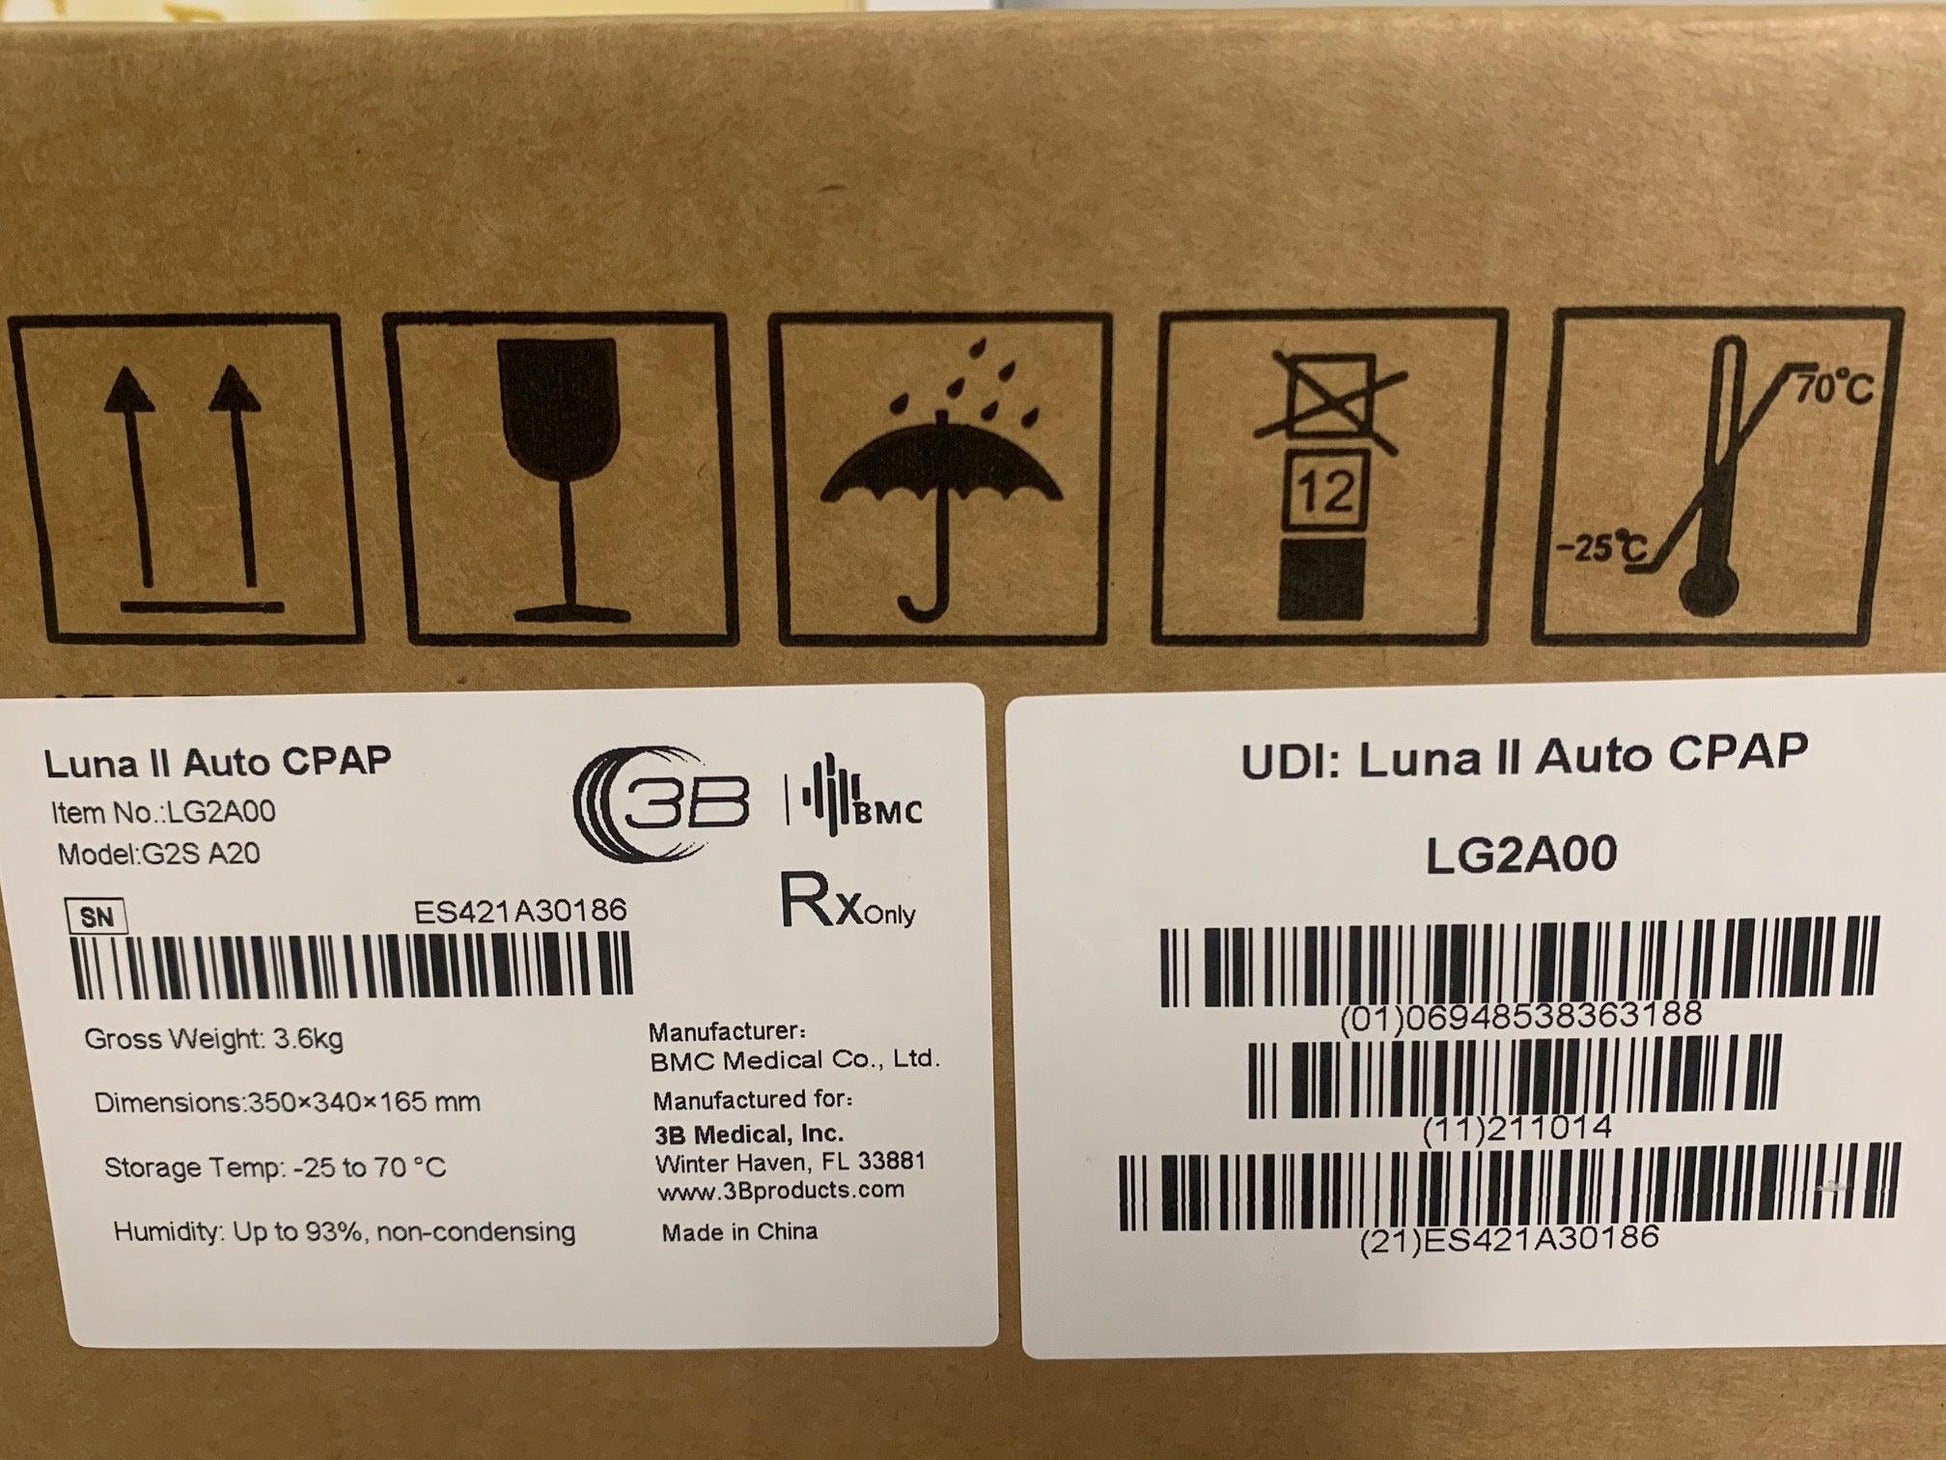 70°C
12
-25°C
Luna II Auto CPAP
Item No.:LG2A00
Model:G2S A20
3B | BMC
Rx Only
SN
ES421A30186
Gross Weight: 3.6kg
Dimensions:350×340×165 mm
Storage Temp: -25 to 70 °C
Humidity: Up to 93%, non-condensing
Manufacturer:
BMC Medical Co., Ltd.
Manufactured for:
3B Medical, Inc.
Winter Haven, FL 33881
www.3Bproducts.com
Made in China
UDI: Luna II Auto CPAP
LG2A00
(01)06948538363188
(11)211014
(21)ES421A30186